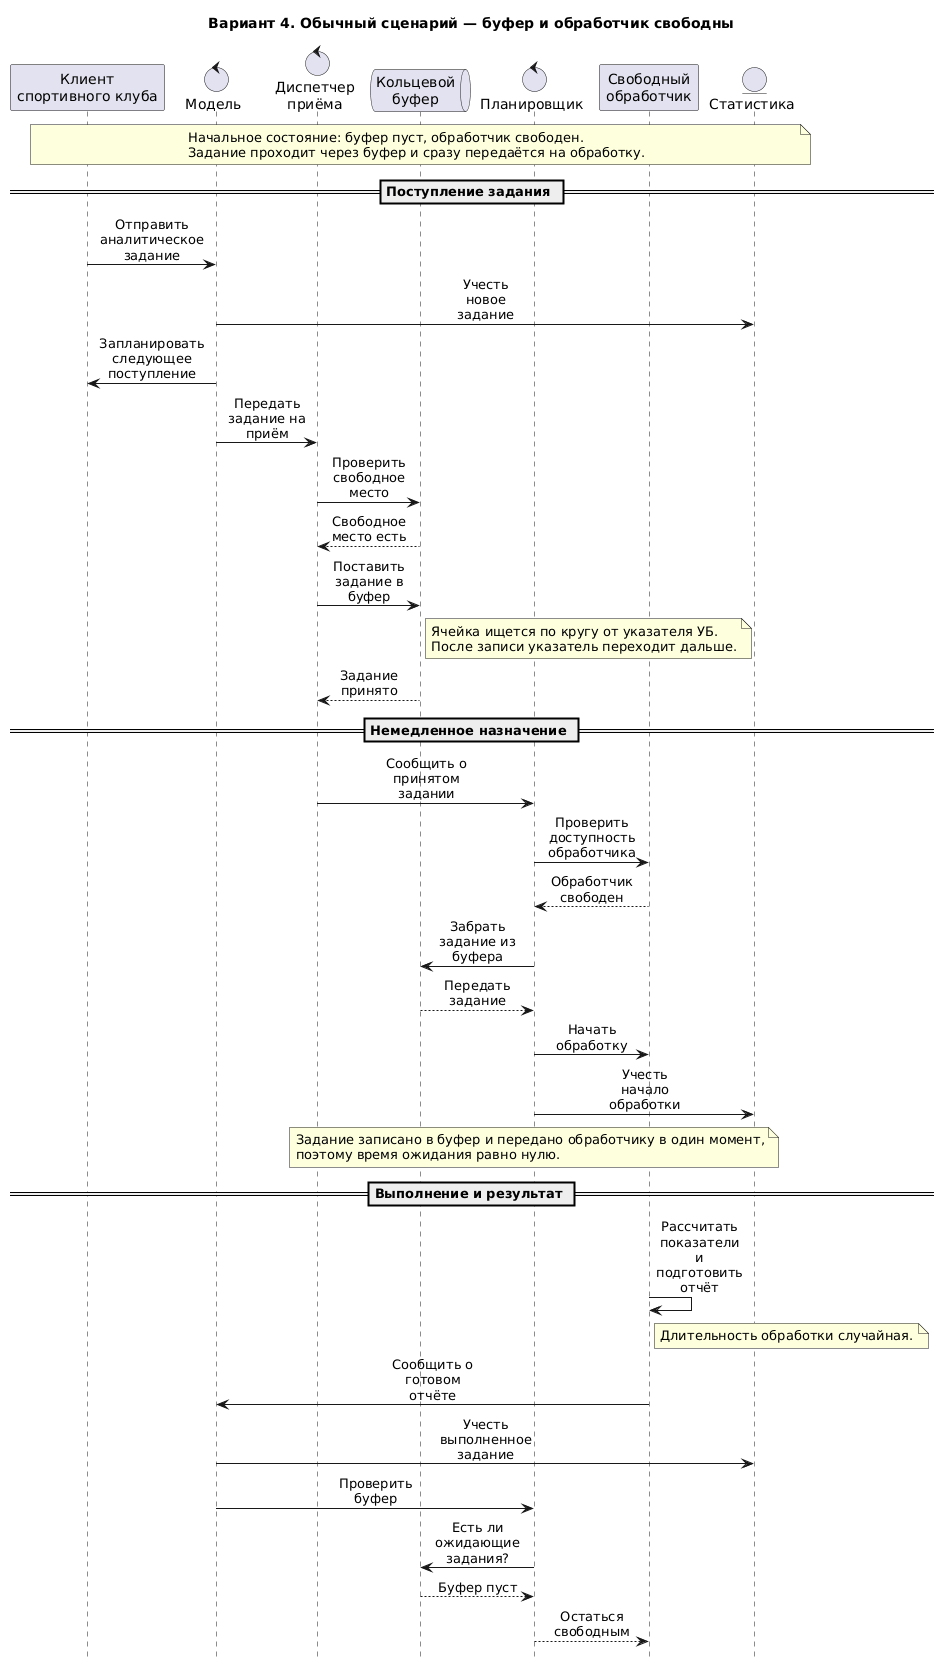 Вариант 4. Обычный сценарий — буфер и обработчик свободны
Клиент
спортивного клуба
Модель
Диспетчер
приёма
Кольцевой
буфер
Планировщик
Свободный
обработчик
Статистика
Начальное состояние: буфер пуст, обработчик свободен.
Задание проходит через буфер и сразу передаётся на обработку.
Поступление задания
Отправить
аналитическое
задание
Учесть
новое
задание
Запланировать
следующее
поступление
Передать
задание на
приём
Проверить
свободное
место
Свободное
место есть
Поставить
задание в
буфер
Ячейка ищется по кругу от указателя УБ.
После записи указатель переходит дальше.
Задание
принято
Немедленное назначение
Сообщить о
принятом
задании
Проверить
доступность
обработчика
Обработчик
свободен
Забрать
задание из
буфера
Передать
задание
Начать
обработку
Учесть
начало
обработки
Задание записано в буфер и передано обработчику в один момент,
поэтому время ожидания равно нулю.
Выполнение и результат
Рассчитать
показатели
и
подготовить
отчёт
Длительность обработки случайная.
Сообщить о
готовом
отчёте
Учесть
выполненное
задание
Проверить
буфер
Есть ли
ожидающие
задания?
Буфер пуст
Остаться
свободным